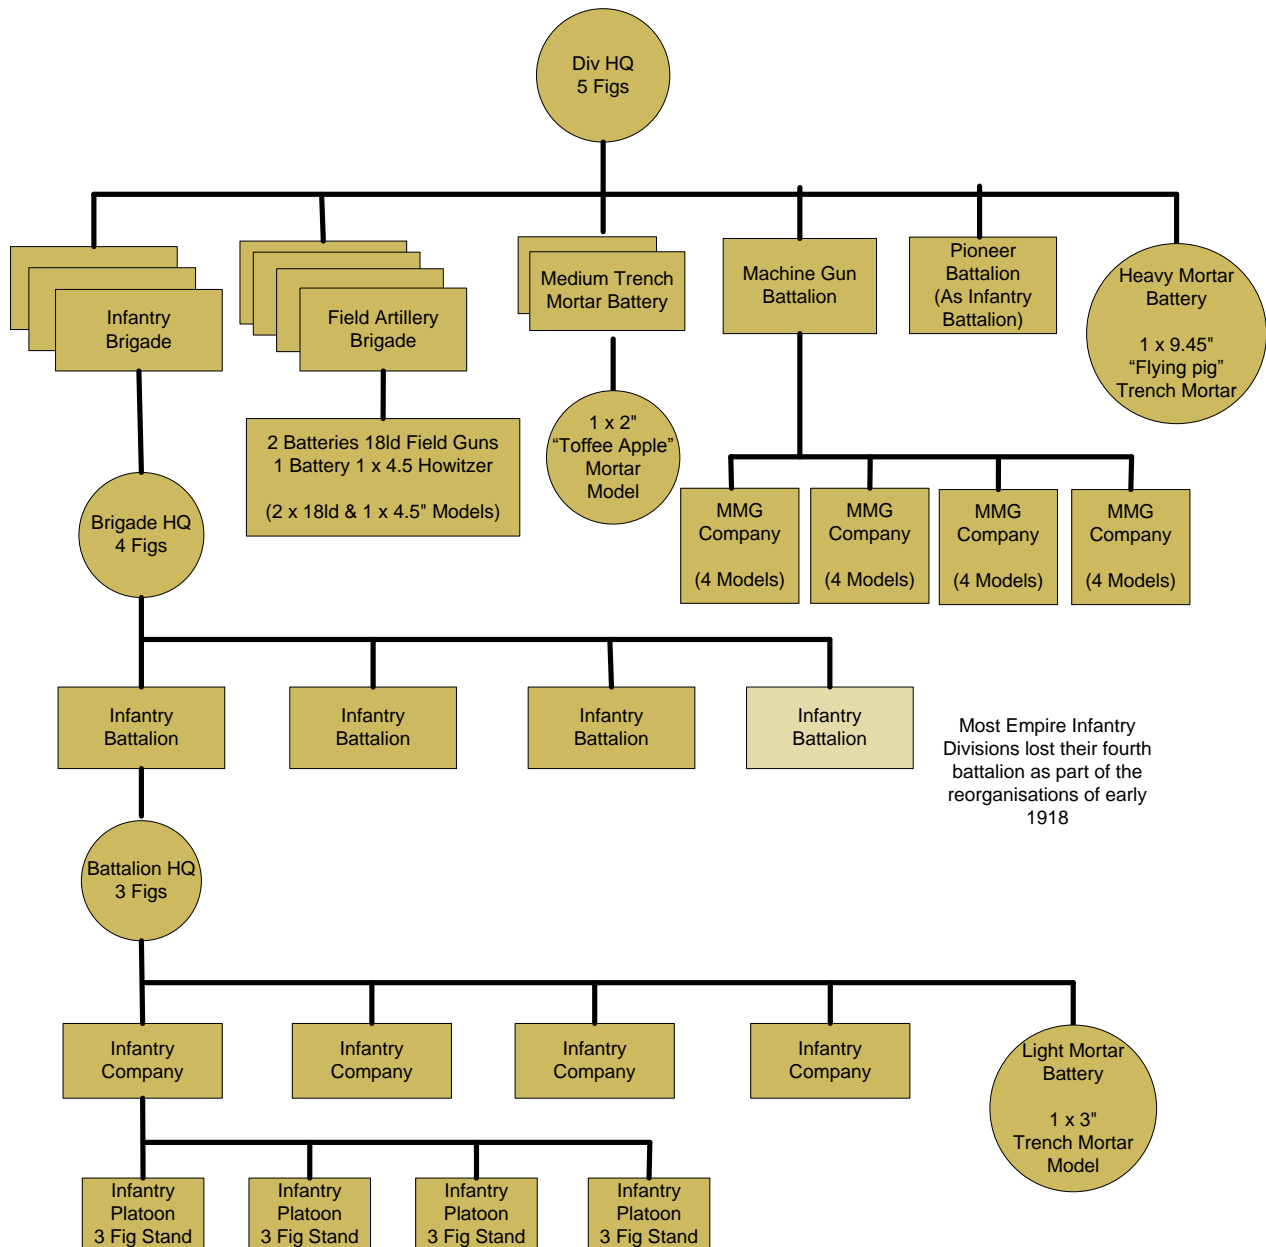 Div HQ
5 Figs
Infantry
Brigade
Field Artillery
Brigade
Medium Trench
Mortar Battery
Machine Gun
Battalion
Pioneer
Battalion
(As Infantry
Battalion)
Heavy Mortar
Battery
1 x 9.45"
“Flying pig”
Trench Mortar
2 Batteries 18ld Field Guns
1 Battery 1 x 4.5 Howitzer
(2 x 18ld & 1 x 4.5" Models)
1 x 2"
“Toffee Apple”
Mortar
Model
MMG
Company
(4 Models)
MMG
Company
(4 Models)
MMG
Company
(4 Models)
MMG
Company
(4 Models)
Brigade HQ
4 Figs
Infantry
Battalion
Infantry
Battalion
Infantry
Battalion
Infantry
Battalion
Most Empire Infantry
Divisions lost their fourth
battalion as part of the
reorganisations of early
1918
Battalion HQ
3 Figs
Infantry
Company
Infantry
Company
Infantry
Company
Infantry
Company
Light Mortar
Battery
1 x 3"
Trench Mortar
Model
Infantry
Platoon
3 Fig Stand
Infantry
Platoon
3 Fig Stand
Infantry
Platoon
3 Fig Stand
Infantry
Platoon
3 Fig Stand